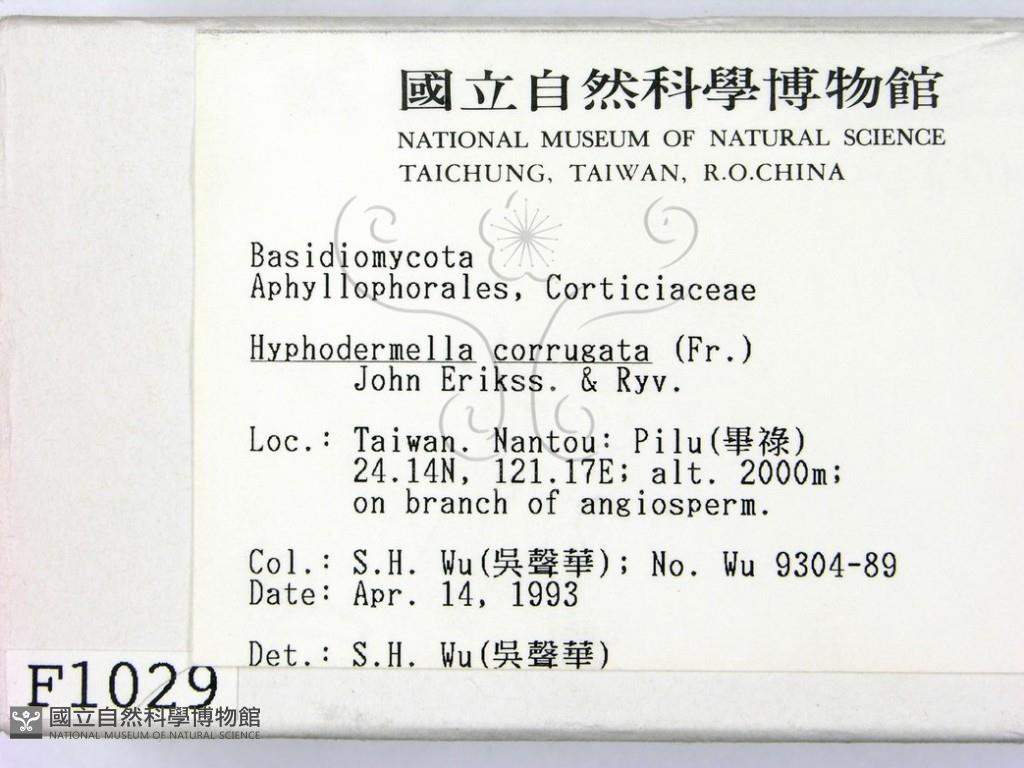 國立自然科學博物館
NATIONAL MUSEUM OF NATURAL SCIENCE
TAICHUNG, TAIWAN, R.O.CHINA
Basidiomycota
Aphyllophorales, Corticiaceae
Hyphodermella corrugata (Fr.)
John Erikss. & Ryv.
Loc.: Taiwan. Nantou: Pilu(畢祿)
24.14N, 121.17E; alt. 2000m;
on branch of angiosperm.
Col.: S.H. Wu(吳聲華); No. Wu 9304-89
Date: Apr. 14, 1993
Det.: S.H. Wu(吳聲華)
F1029
國立自然科學博物館
NATIONAL MUSEUM OF NATURAL SCIENCE